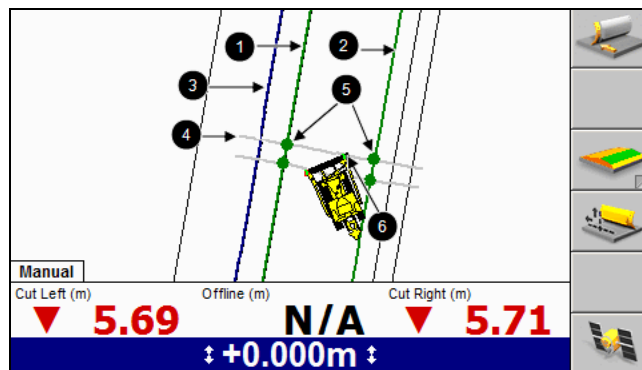 1
2
3
5
4
6
Manual
Cut Left (m) Offline (m) Cut Right (m)
▼ 5.69 N/A ▼ 5.71
↕ +0.000m ↕